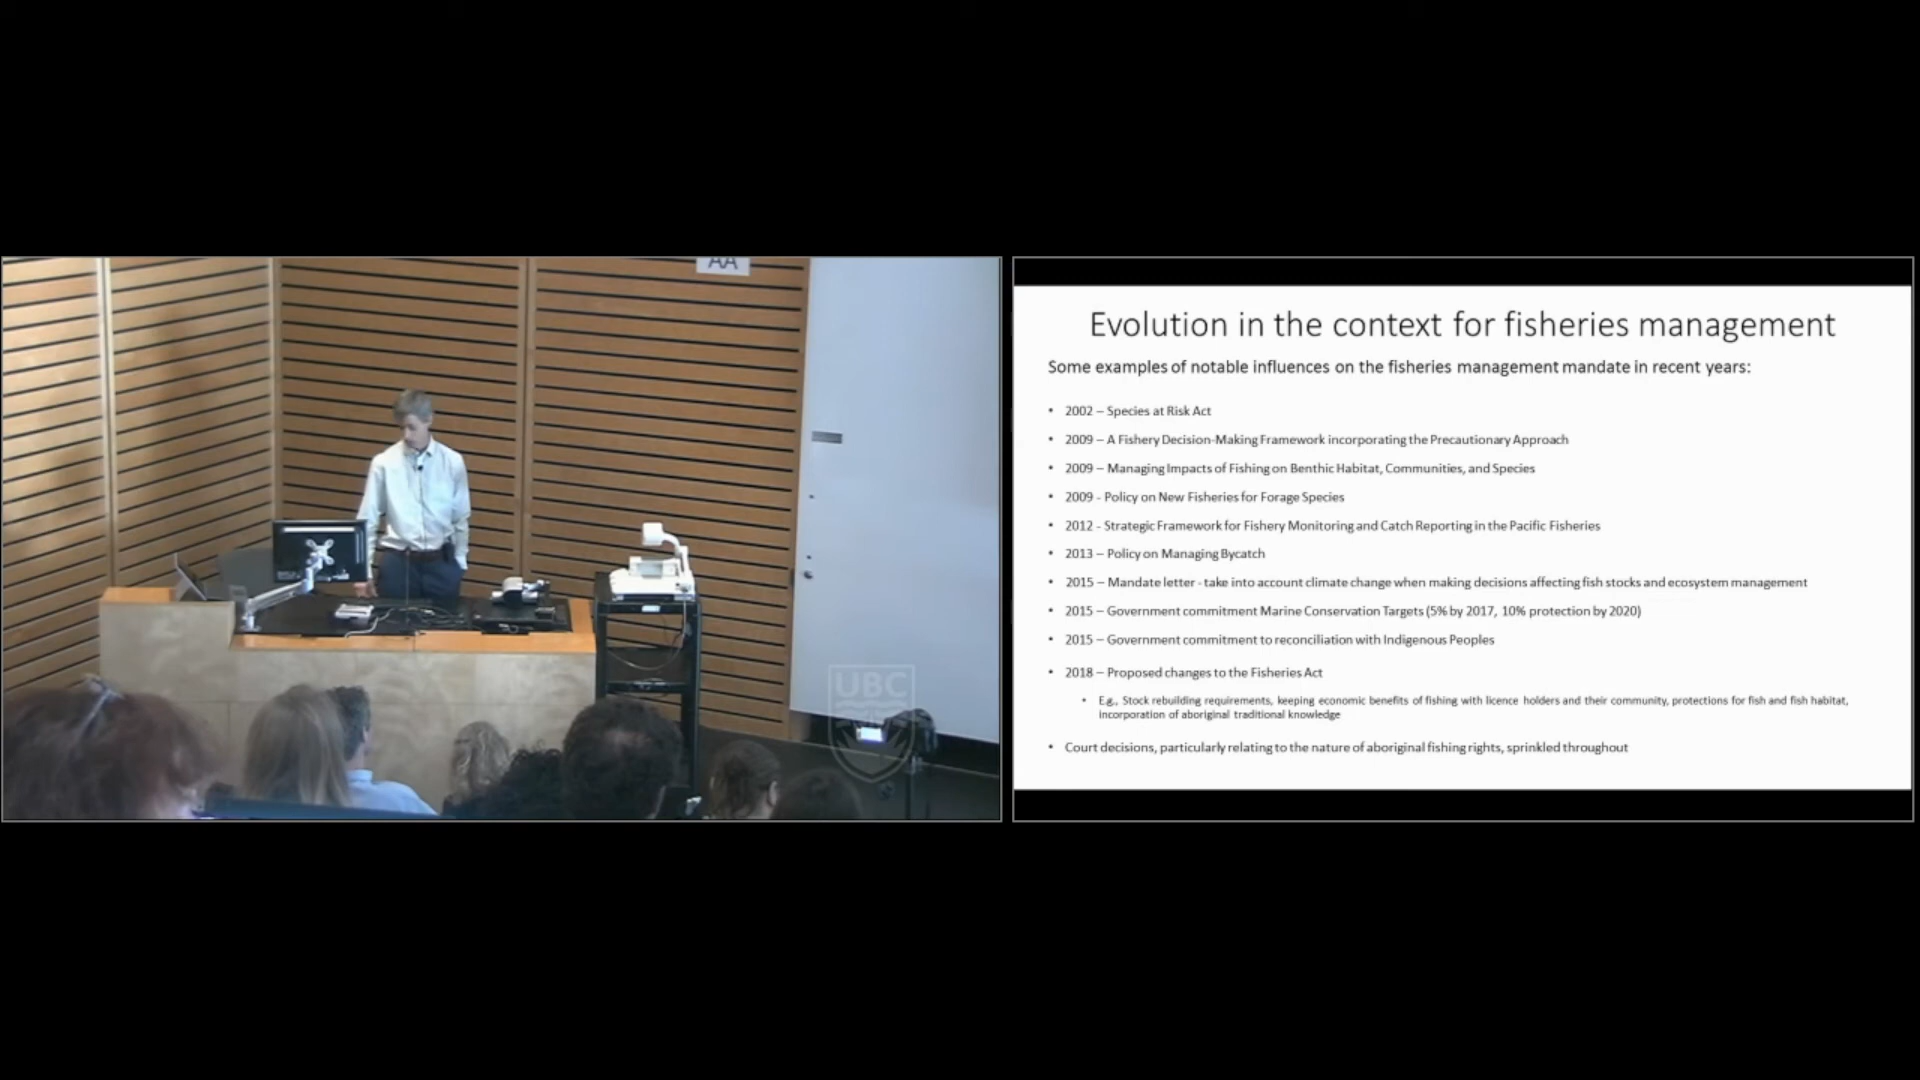 AA
UBC
Evolution in the context for fisheries management
Some examples of notable influences on the fisheries management mandate in recent years:
• 2002 – Species at Risk Act
• 2009 – A Fishery Decision-Making Framework incorporating the Precautionary Approach
• 2009 – Managing Impacts of Fishing on Benthic Habitat, Communities, and Species
• 2009 - Policy on New Fisheries for Forage Species
• 2012 - Strategic Framework for Fishery Monitoring and Catch Reporting in the Pacific Fisheries
• 2013 – Policy on Managing Bycatch
• 2015 – Mandate letter - take into account climate change when making decisions affecting fish stocks and ecosystem management
• 2015 – Government commitment Marine Conservation Targets (5% by 2017, 10% protection by 2020)
• 2015 – Government commitment to reconciliation with Indigenous Peoples
• 2018 – Proposed changes to the Fisheries Act
• E.g., Stock rebuilding requirements, keeping economic benefits of fishing with licence holders and their community, protections for fish and fish habitat,
incorporation of aboriginal traditional knowledge
• Court decisions, particularly relating to the nature of aboriginal fishing rights, sprinkled throughout